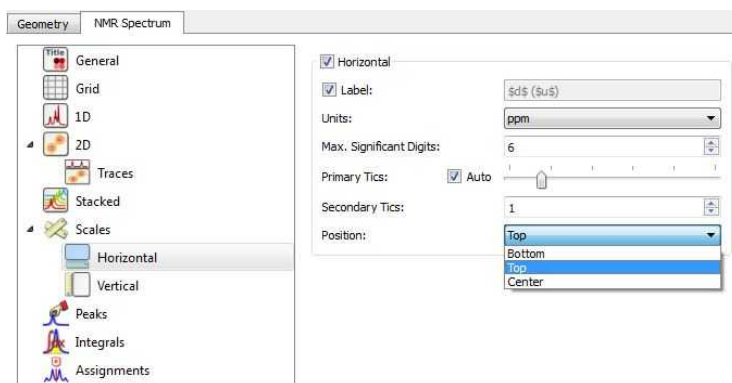 Geometry
NMR Spectrum
Title
General
Grid
1D
2D
Traces
Stacked
Scales
Horizontal
Vertical
Peaks
Integrals
Assignments
Horizontal
Label: $d$ ($u$)
Units: ppm
Max. Significant Digits: 6
Primary Tics: Auto
Secondary Tics: 1
Position: Top
Bottom
Top
Center